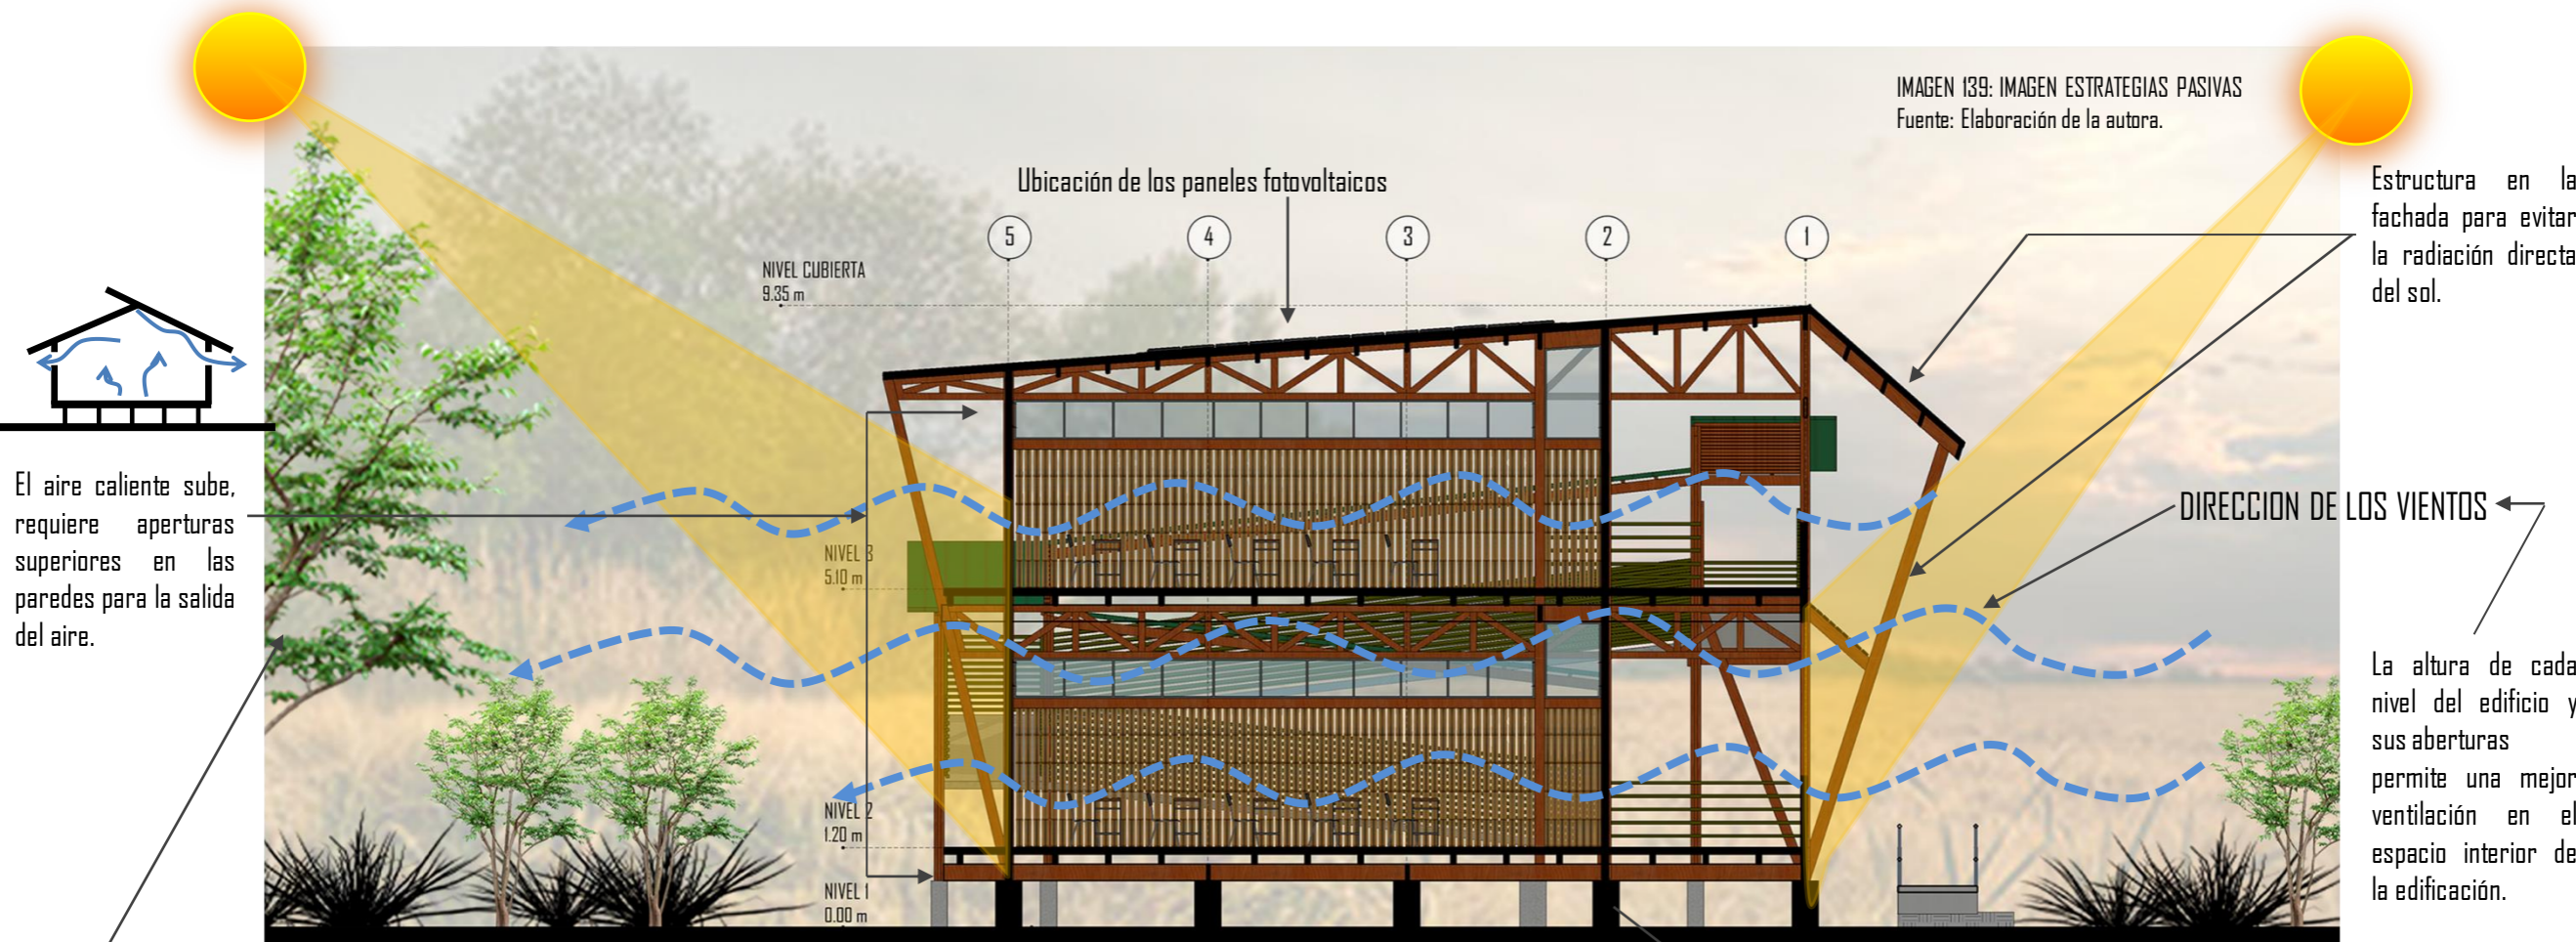 IMAGEN 139: IMAGEN ESTRATEGIAS PASIVAS
Fuente: Elaboración de la autora.
Ubicación de los paneles fotovoltaicos
5
4
3
2
1
NIVEL CUBIERTA
9.35 m
Estructura en la
fachada para evitar
la radiación directa
del sol.
El aire caliente sube,
requiere aperturas
superiores en las
paredes para la salida
del aire.
DIRECCION DE LOS VIENTOS
NIVEL 3
5.10 m
La altura de cada
nivel del edificio y
sus aberturas
permite una mejor
ventilación en el
espacio interior de
la edificación.
NIVEL 2
1.20 m
NIVEL 1
0.00 m